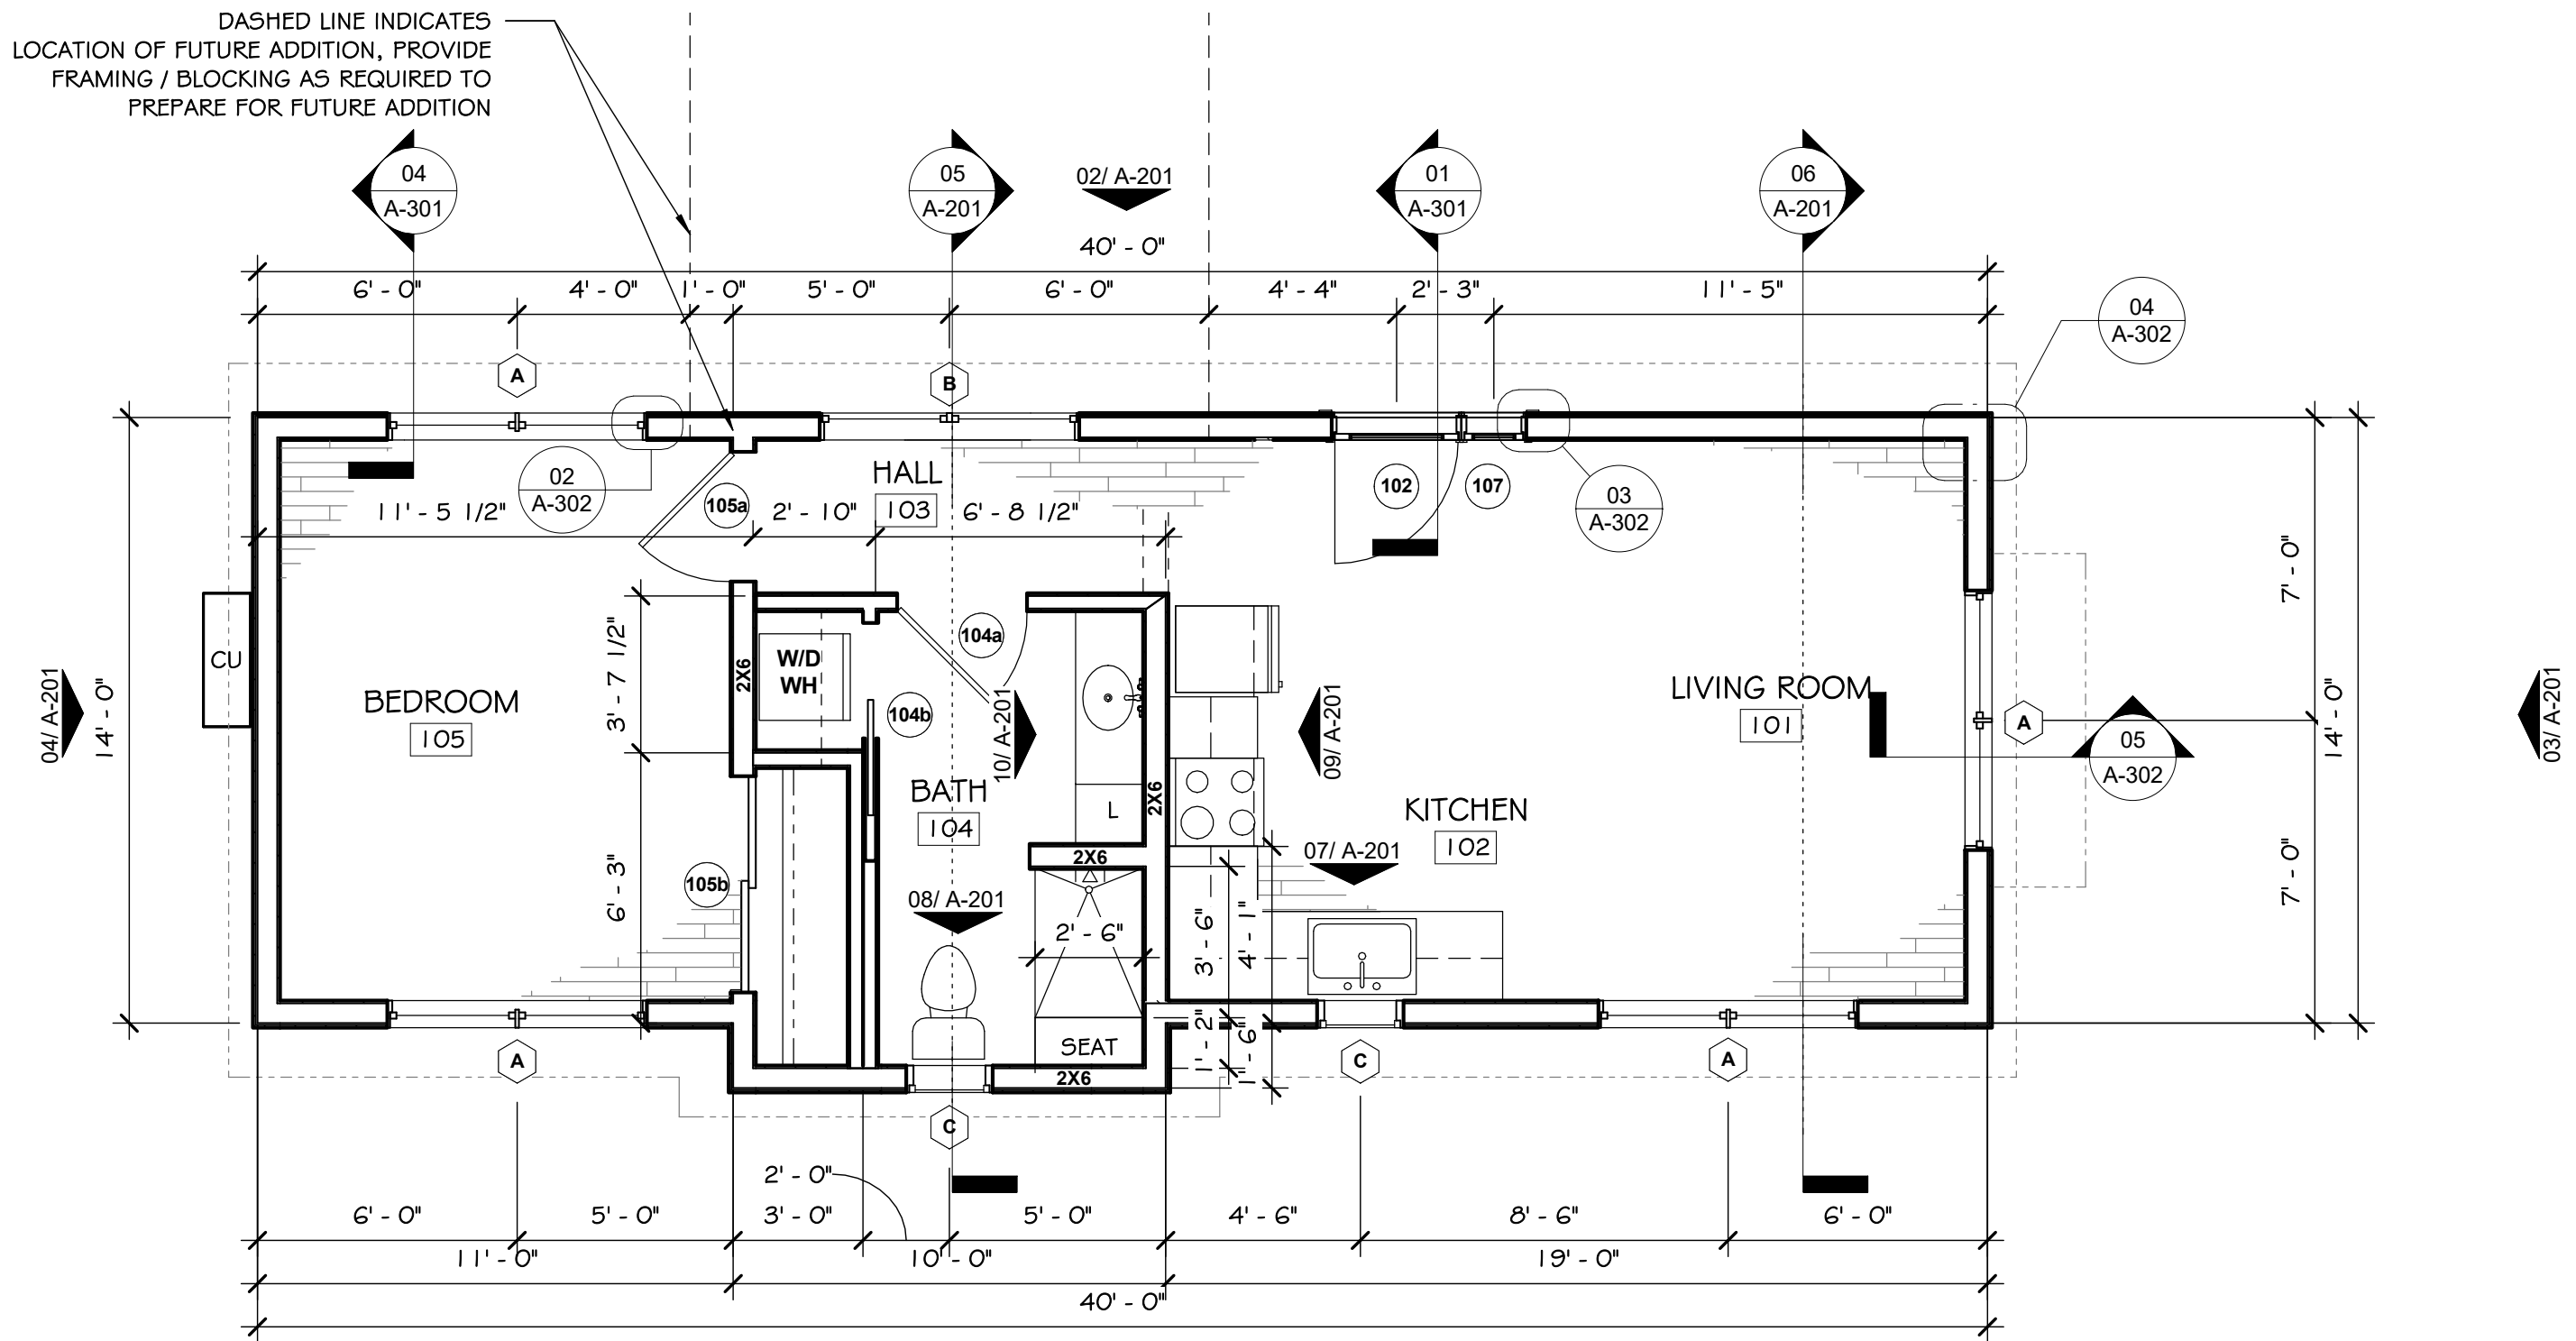 DASHED LINE INDICATES
LOCATION OF FUTURE ADDITION, PROVIDE
FRAMING / BLOCKING AS REQUIRED TO
PREPARE FOR FUTURE ADDITION
04
A-301
05
A-201
02/ A-201
01
A-301
06
A-201
40' - 0"
6' - 0" 4' - 0" 1' - 0" 5' - 0" 6' - 0" 4' - 4" 2' - 3" 11' - 5"
04
A-302
A
B
02
A-302
HALL
103
105a
102
107
03
A-302
11' - 5 1/2" 2' - 10" 6' - 8 1/2"
7' - 0"
CU
04/ A-201
14' - 0"
3' - 7 1/2"
2X6
W/D
WH
104a
104b
10/ A-201
09/ A-201
BEDROOM
105
LIVING ROOM
101
A
05
A-302
14' - 0"
03/ A-201
BATH
104
L
2X6
KITCHEN
102
07/ A-201
2X6
105b
6' - 3"
08/ A-201
2' - 6"
3' - 6"
4' - 1"
7' - 0"
1' - 2"
1' - 6"
SEAT
2X6
A
C
C
A
2' - 0"
6' - 0" 5' - 0" 3' - 0" 5' - 0" 4' - 6" 8' - 6" 6' - 0"
11' - 0" 10' - 0" 19' - 0"
40' - 0"